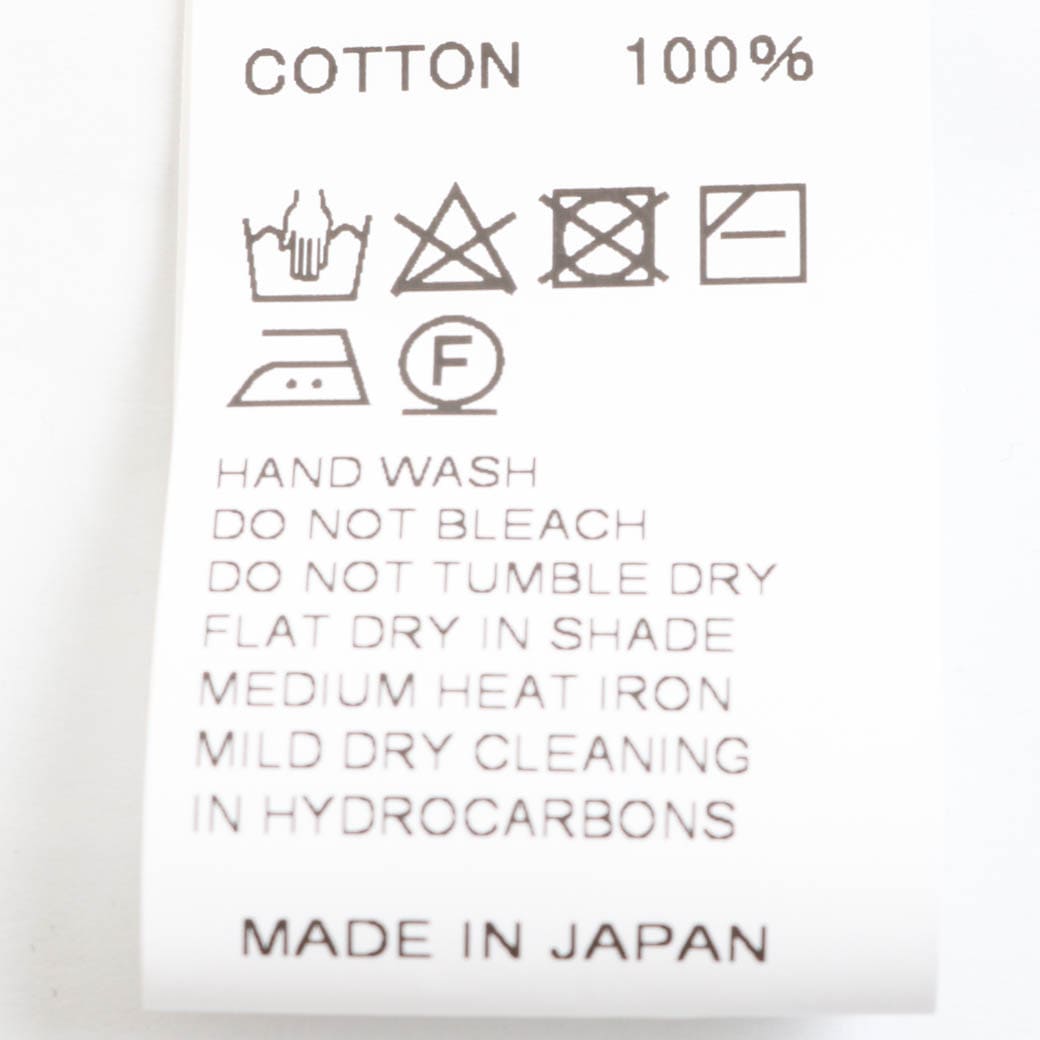 COTTON 100%
F
HAND WASH
DO NOT BLEACH
DO NOT TUMBLE DRY
FLAT DRY IN SHADE
MEDIUM HEAT IRON
MILD DRY CLEANING
IN HYDROCARBONS
MADE IN JAPAN